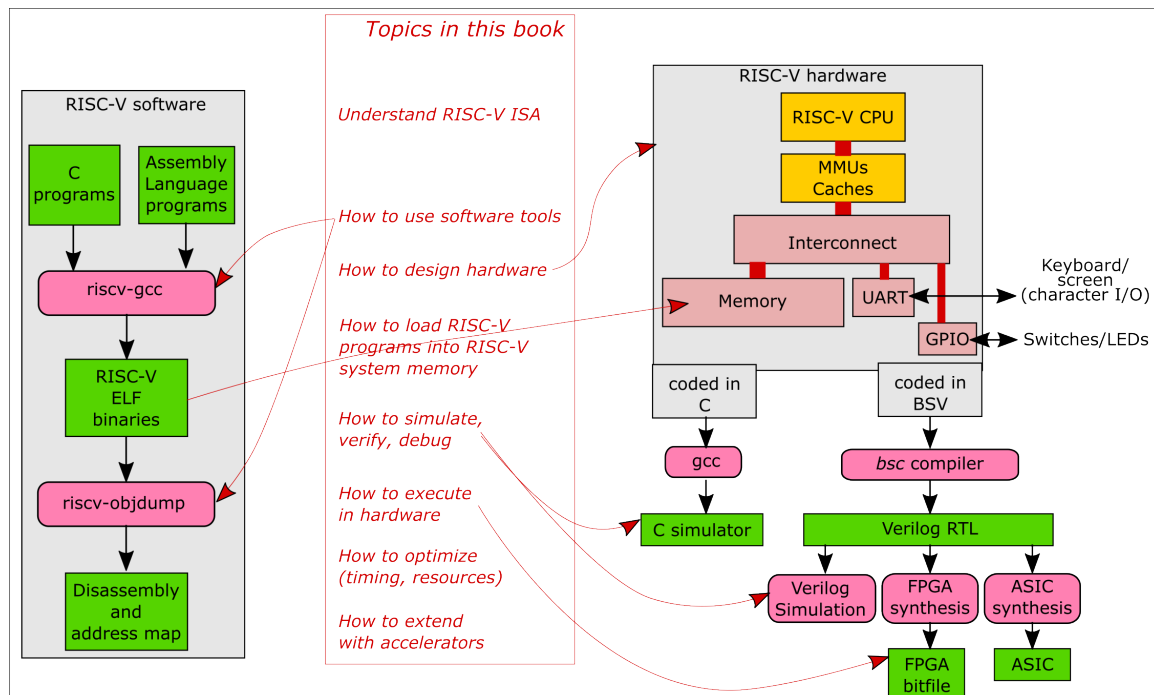 RISC-V software
C
programs
Assembly
Language
programs
riscv-gcc
RISC-V
ELF
binaries
riscv-objdump
Disassembly
and
address map
Topics in this book
Understand RISC-V ISA
How to use software tools
How to design hardware
How to load RISC-V
programs into RISC-V
system memory
How to simulate,
verify, debug
How to execute
in hardware
How to optimize
(timing, resources)
How to extend
with accelerators
RISC-V hardware
RISC-V CPU
MMUs
Caches
Interconnect
Memory
UART
GPIO
Keyboard/
screen
(character I/O)
Switches/LEDs
coded in
C
coded in
BSV
gcc
bsc compiler
C simulator
Verilog RTL
Verilog
Simulation
FPGA
synthesis
ASIC
synthesis
FPGA
bitfile
ASIC